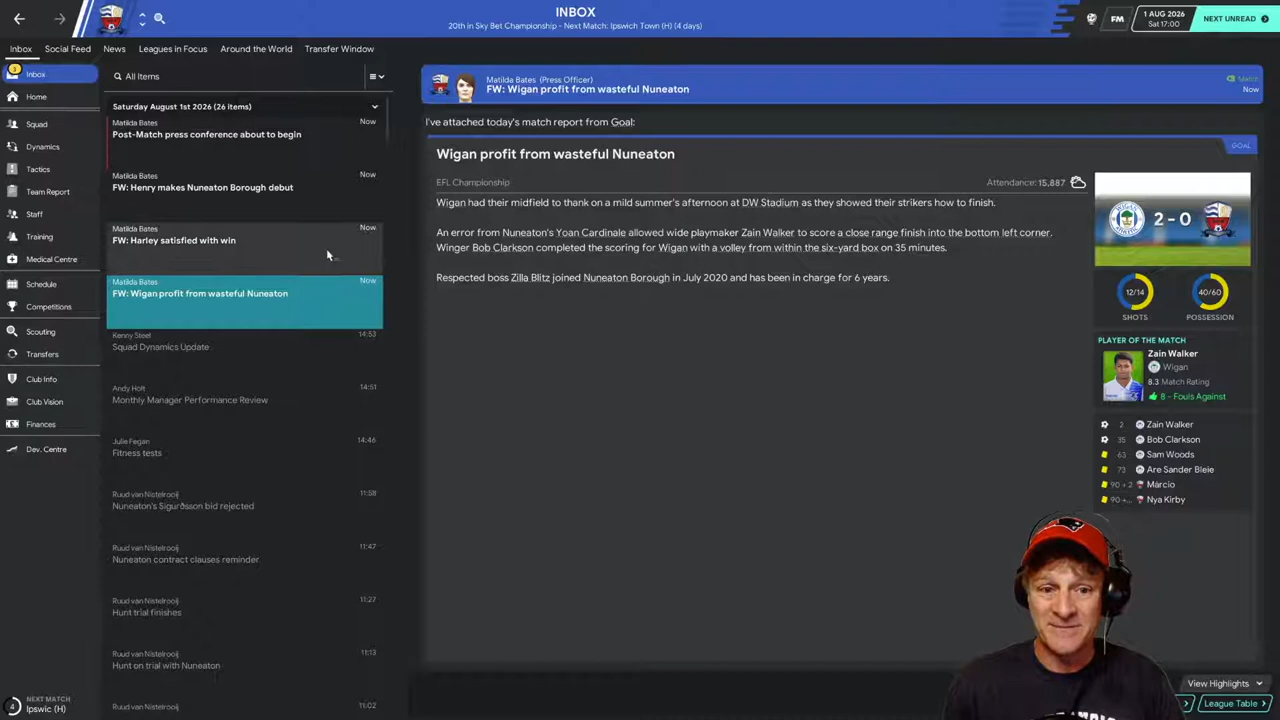 INBOX
20th in Sky Bet Championship - Next Match: Ipswich Town (H) (4 days)
FM
1 AUG 2026
Sat 17:00
NEXT UNREAD
Inbox
Social Feed
News
Leagues in Focus
Around the World
Transfer Window
1
Inbox
Home
Squad
Dynamics
Tactics
Team Report
Staff
Training
Medical Centre
Schedule
Competitions
Scouting
Transfers
Club Info
Club Vision
Finances
Dev. Centre
4
NEXT MATCH
Ipswic (H)
All Items
Saturday August 1st 2026 (26 items)
Matilda Bates Now
Post-Match press conference about to begin
Matilda Bates Now
FW: Henry makes Nuneaton Borough debut
Matilda Bates Now
FW: Harley satisfied with win
Matilda Bates Now
FW: Wigan profit from wasteful Nuneaton
Kenny Steel 14:53
Squad Dynamics Update
Andy Holt 14:51
Monthly Manager Performance Review
Julie Fegan 14:46
Fitness tests
Ruud van Nistelrooij 11:58
Nuneaton's Sigurðsson bid rejected
Ruud van Nistelrooij 11:47
Nuneaton contract clauses reminder
Ruud van Nistelrooij 11:27
Hunt trial finishes
Ruud van Nistelrooij 11:13
Hunt on trial with Nuneaton
Ruud van Nistelrooij 11:02
Matilda Bates (Press Officer)
FW: Wigan profit from wasteful Nuneaton
Match
Now
I've attached today's match report from Goal:
GOAL
Wigan profit from wasteful Nuneaton
EFL Championship
Attendance: 15,887
Wigan had their midfield to thank on a mild summer's afternoon at DW Stadium as they showed their strikers how to finish.
An error from Nuneaton's Yoan Cardinale allowed wide playmaker Zain Walker to score a close range finish into the bottom left corner.
Winger Bob Clarkson completed the scoring for Wigan with a volley from within the six-yard box on 35 minutes.
Respected boss Zilla Blitz joined Nuneaton Borough in July 2020 and has been in charge for 6 years.
2-0
12/14
SHOTS
40/60
POSSESSION
PLAYER OF THE MATCH
Zain Walker
Wigan
8.3 Match Rating
8 - Fouls Against
2 Zain Walker
35 Bob Clarkson
63 Sam Woods
73 Are Sander Bleie
90 + 2 Márcio
90 +... Nya Kirby
View Highlights
League Table